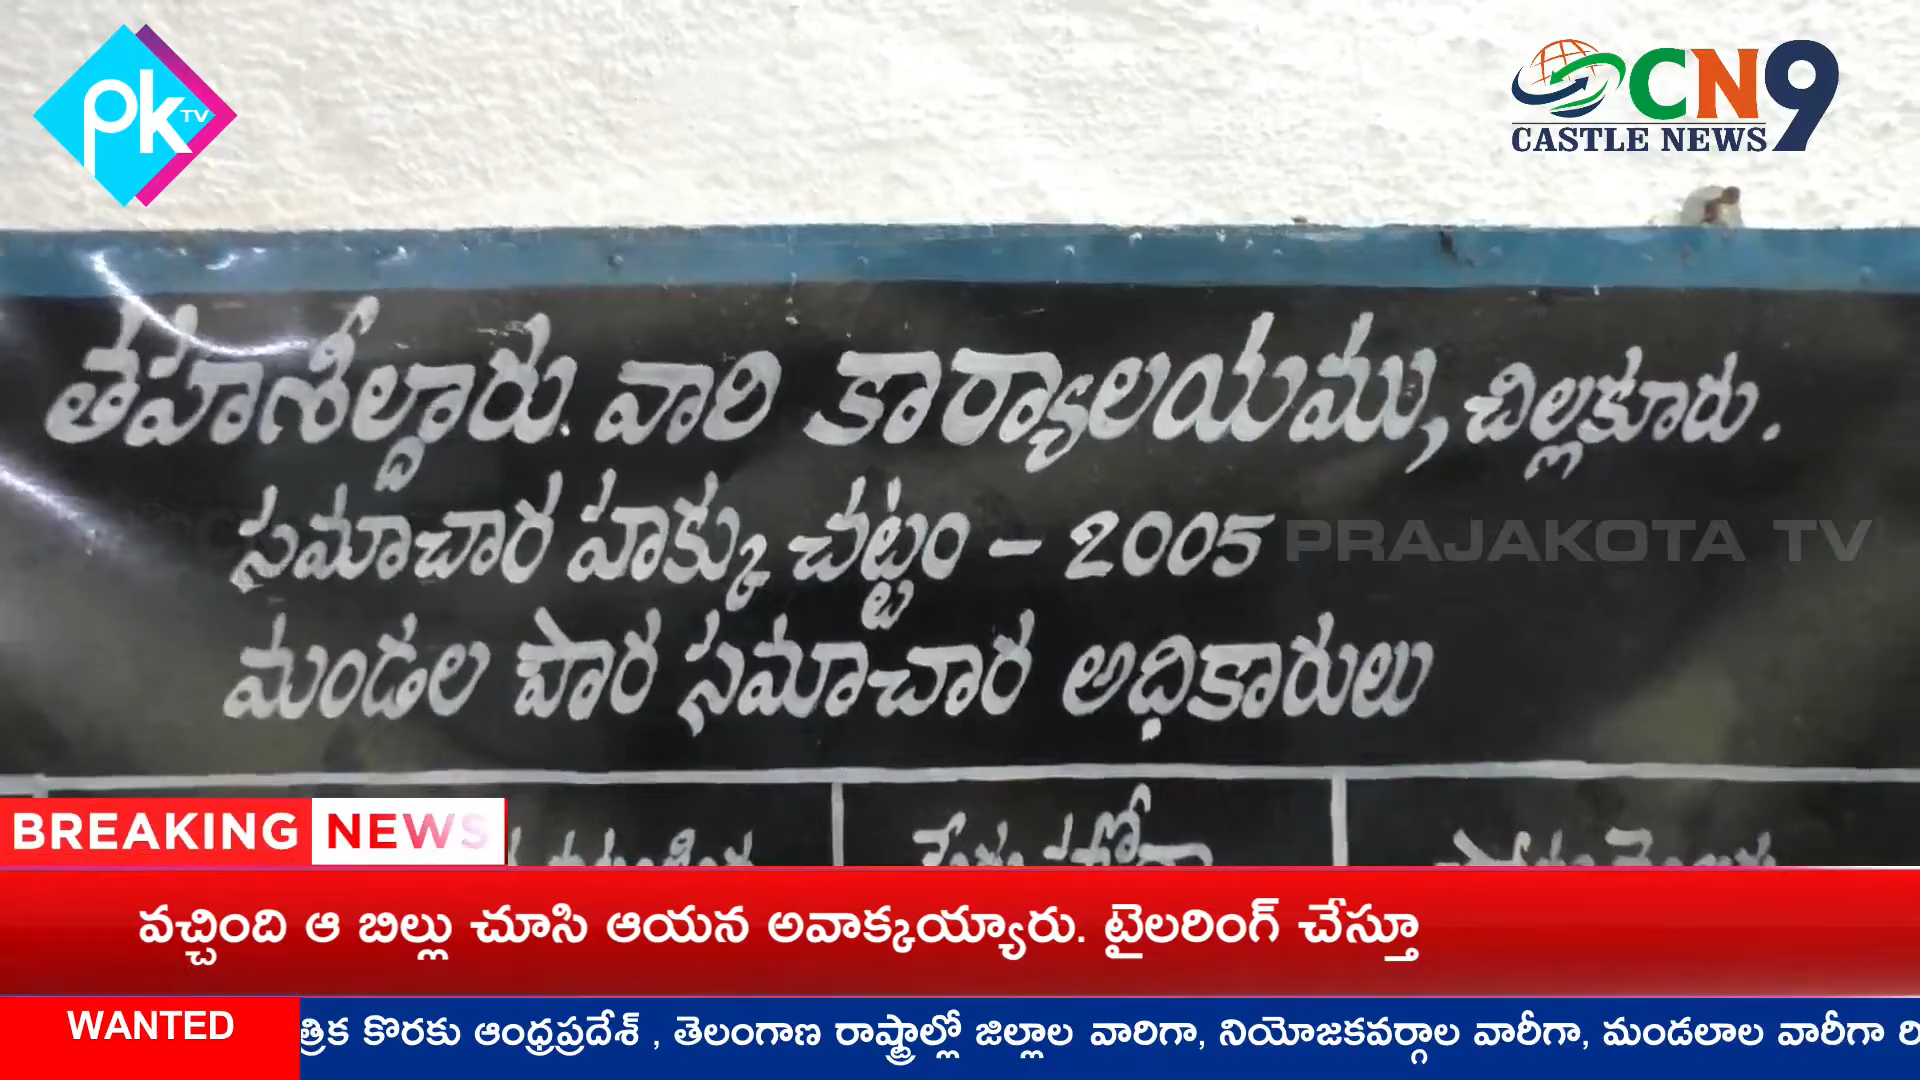 pk TV
CN9
CASTLE NEWS
తహశీల్దారు. వారి కార్యాలయము, చిల్లకూరు.
సమాచార హక్కు చట్టం - 2005
PRAJAKOTA TV
మండల పౌర సమాచార అధికారులు
BREAKING NEWS
వచ్చింది ఆ బిల్లు చూసి ఆయన అవాక్కయ్యారు. టైలరింగ్ చేస్తూ
WANTED
త్రిక కొరకు ఆంధ్రప్రదేశ్ , తెలంగాణ రాష్ట్రాల్లో జిల్లాల వారిగా, నియోజకవర్గాల వారీగా, మండలాల వారీగా రి